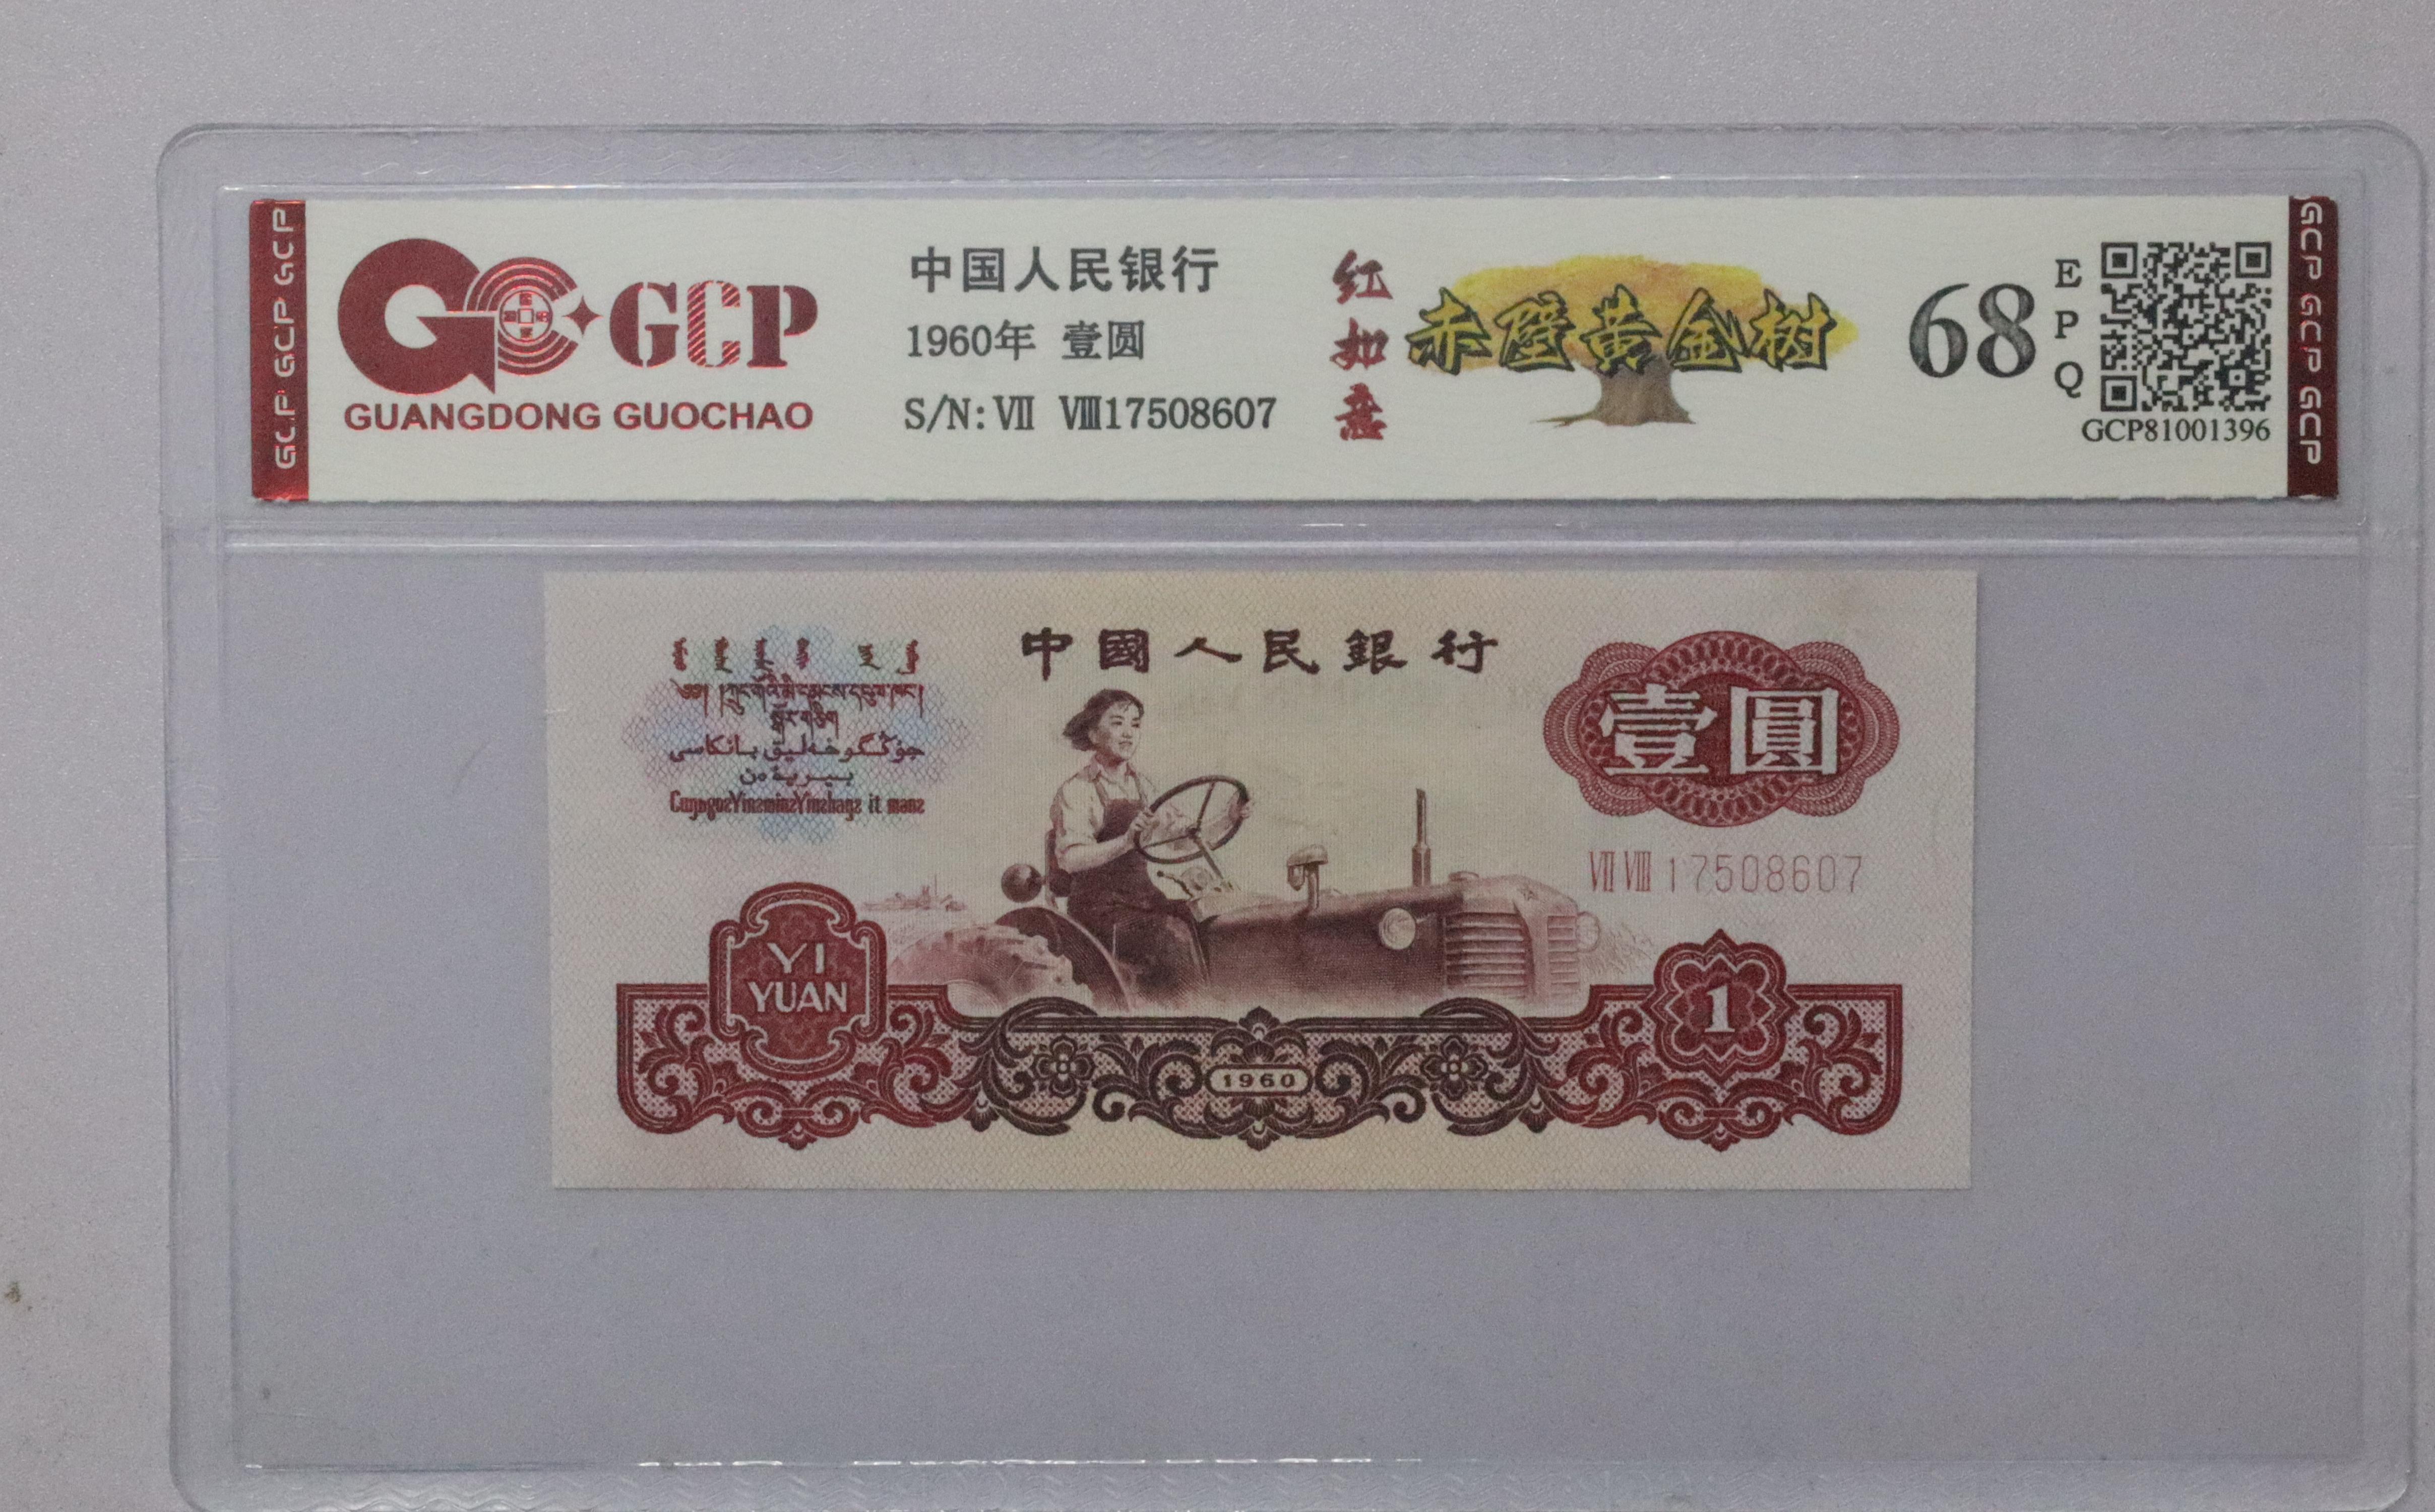 GCP GCP GCP
GCP
GUANGDONG GUOCHAO
中国人民银行
1960年 壹圆
S/N: Ⅶ Ⅷ17508607
红如意
赤壁黄金树
68
EPQ
GCP81001396
GCP GCP GCP
中國人民銀行
壹圓
ⅦⅧ 17508607
YI
YUAN
1
1960